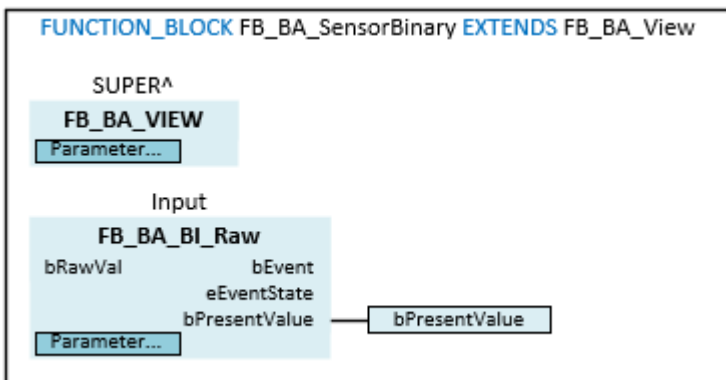 FUNCTION_BLOCK FB_BA_SensorBinary EXTENDS FB_BA_View
SUPER^
FB_BA_VIEW
Parameter...
Input
FB_BA_BI_Raw
bRawVal bEvent
eEventState
bPresentValue bPresentValue
Parameter...